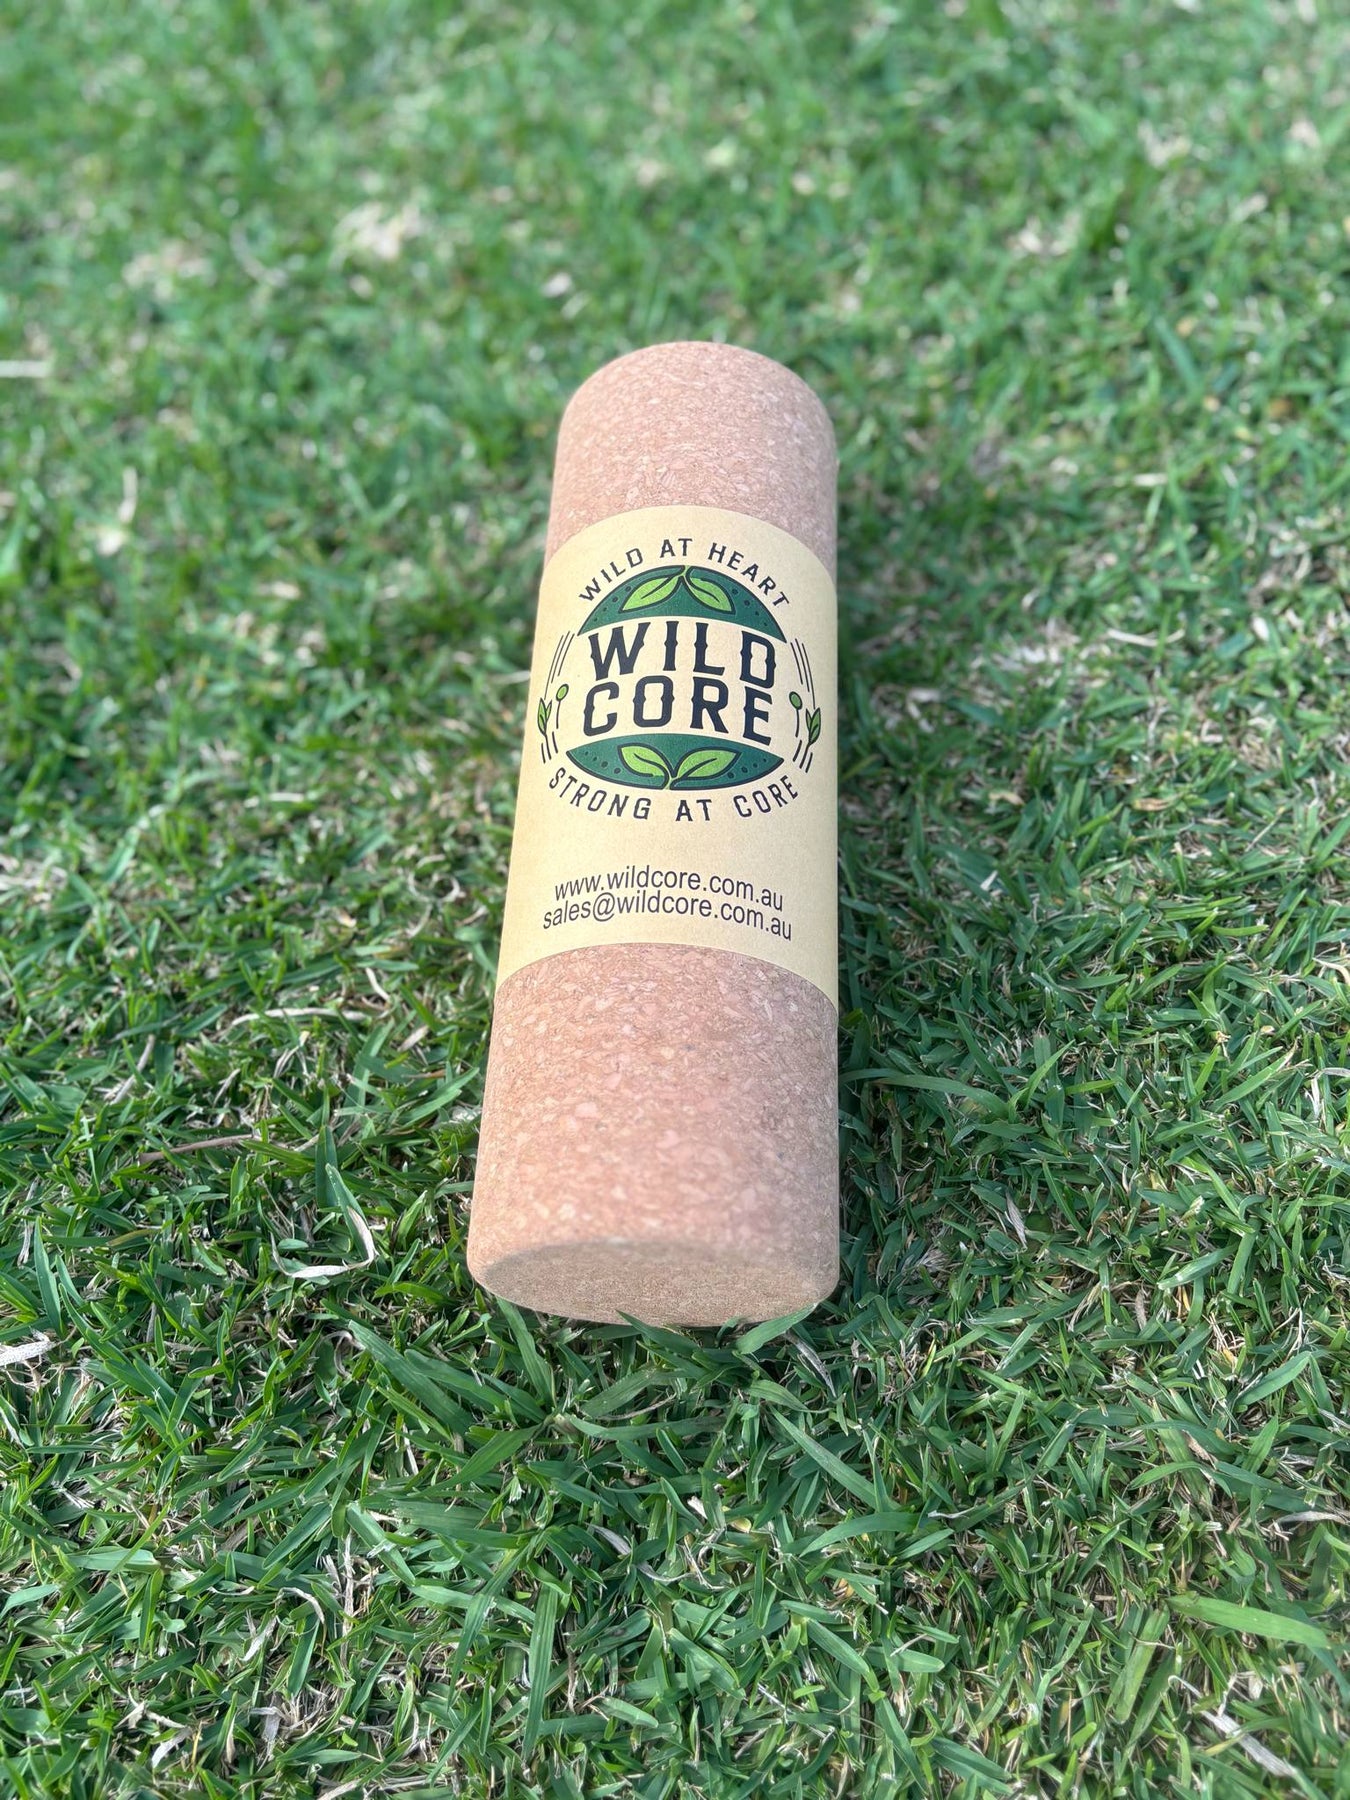 WILD AT HEART
WILD
CORE
STRONG AT CORE
www.wildcore.com.au
sales@wildcore.com.au